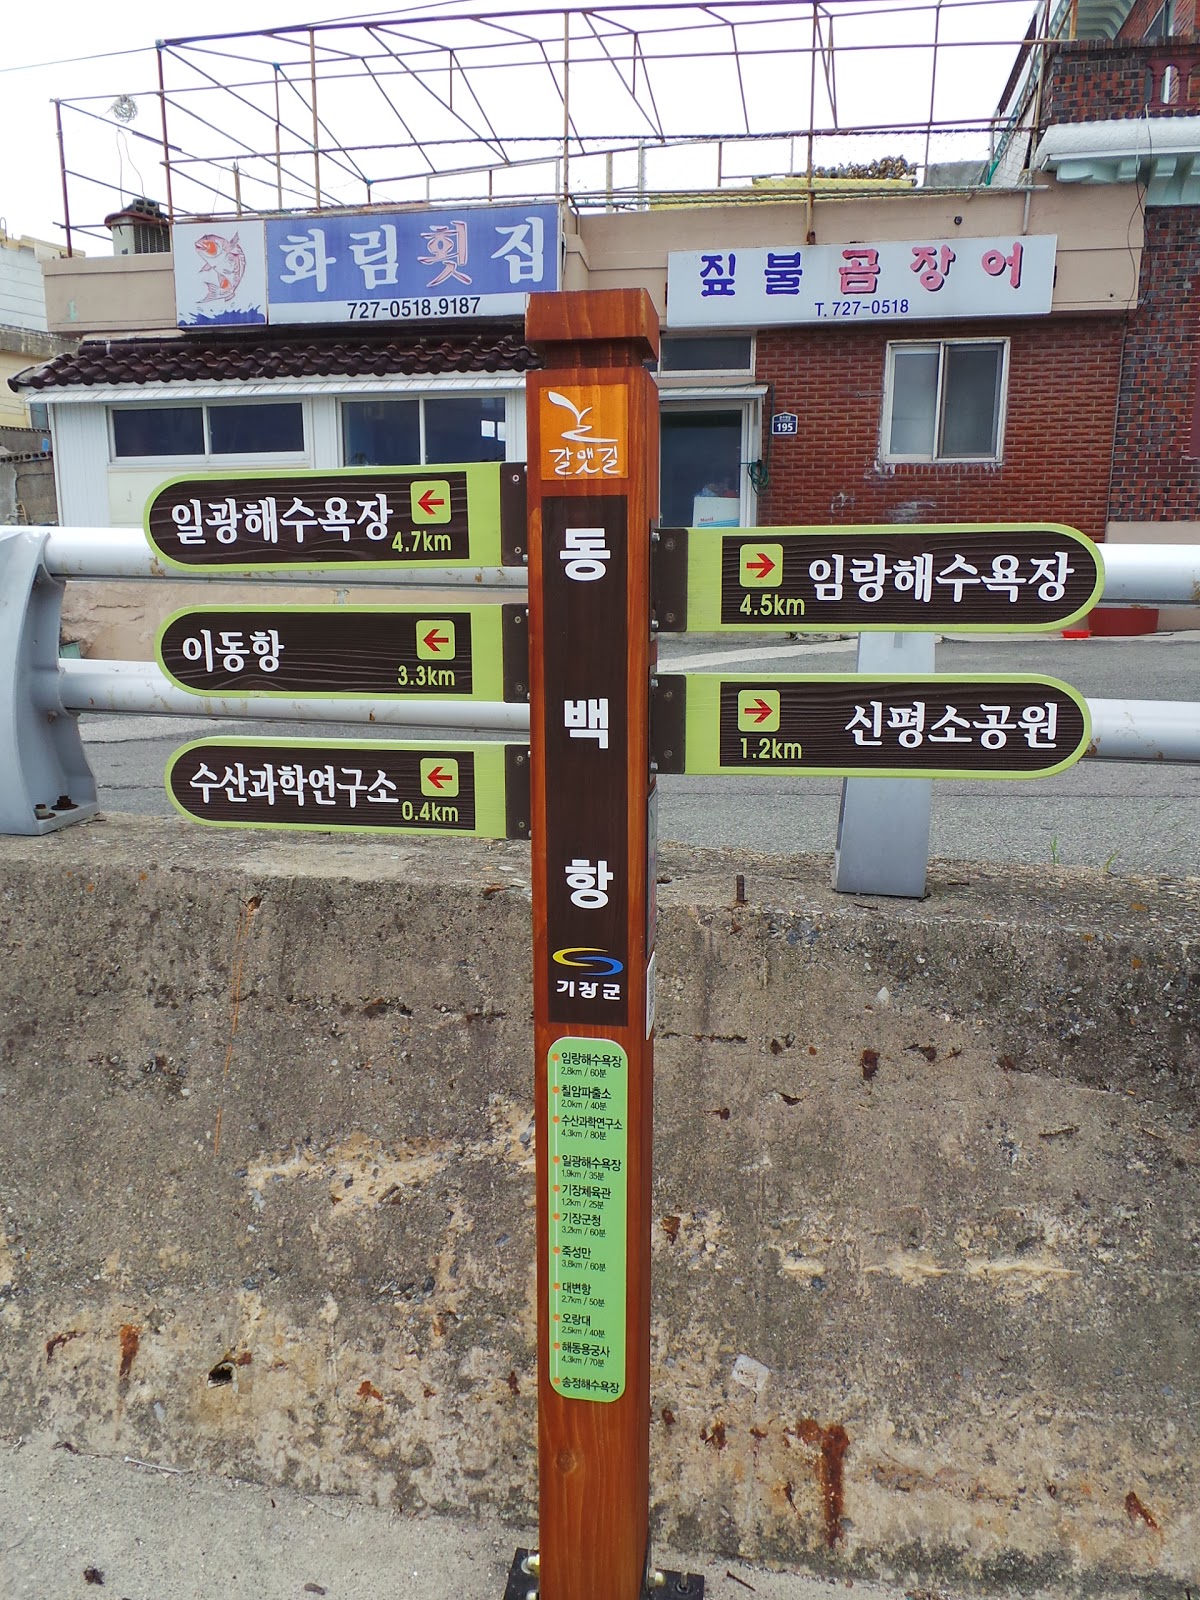 화림횟집
727-0518.9187
짚불 곰장어
T. 727-0518
195
갈맷길
일광해수욕장
4.7km
이동항
3.3km
수산과학연구소
0.4km
동백항
기장군
임랑해수욕장
4.5km
신평소공원
1.2km
임랑해수욕장
2.8km / 60분
칠암파출소
2.0km / 40분
수산과학연구소
4.3km / 80분
일광해수욕장
1.9km / 35분
기장체육관
1.2km / 25분
기장군청
3.2km / 60분
죽성만
3.8km / 60분
대변항
2.7km / 50분
오랑대
2.5km / 40분
해동용궁사
4.3km / 70분
송정해수욕장